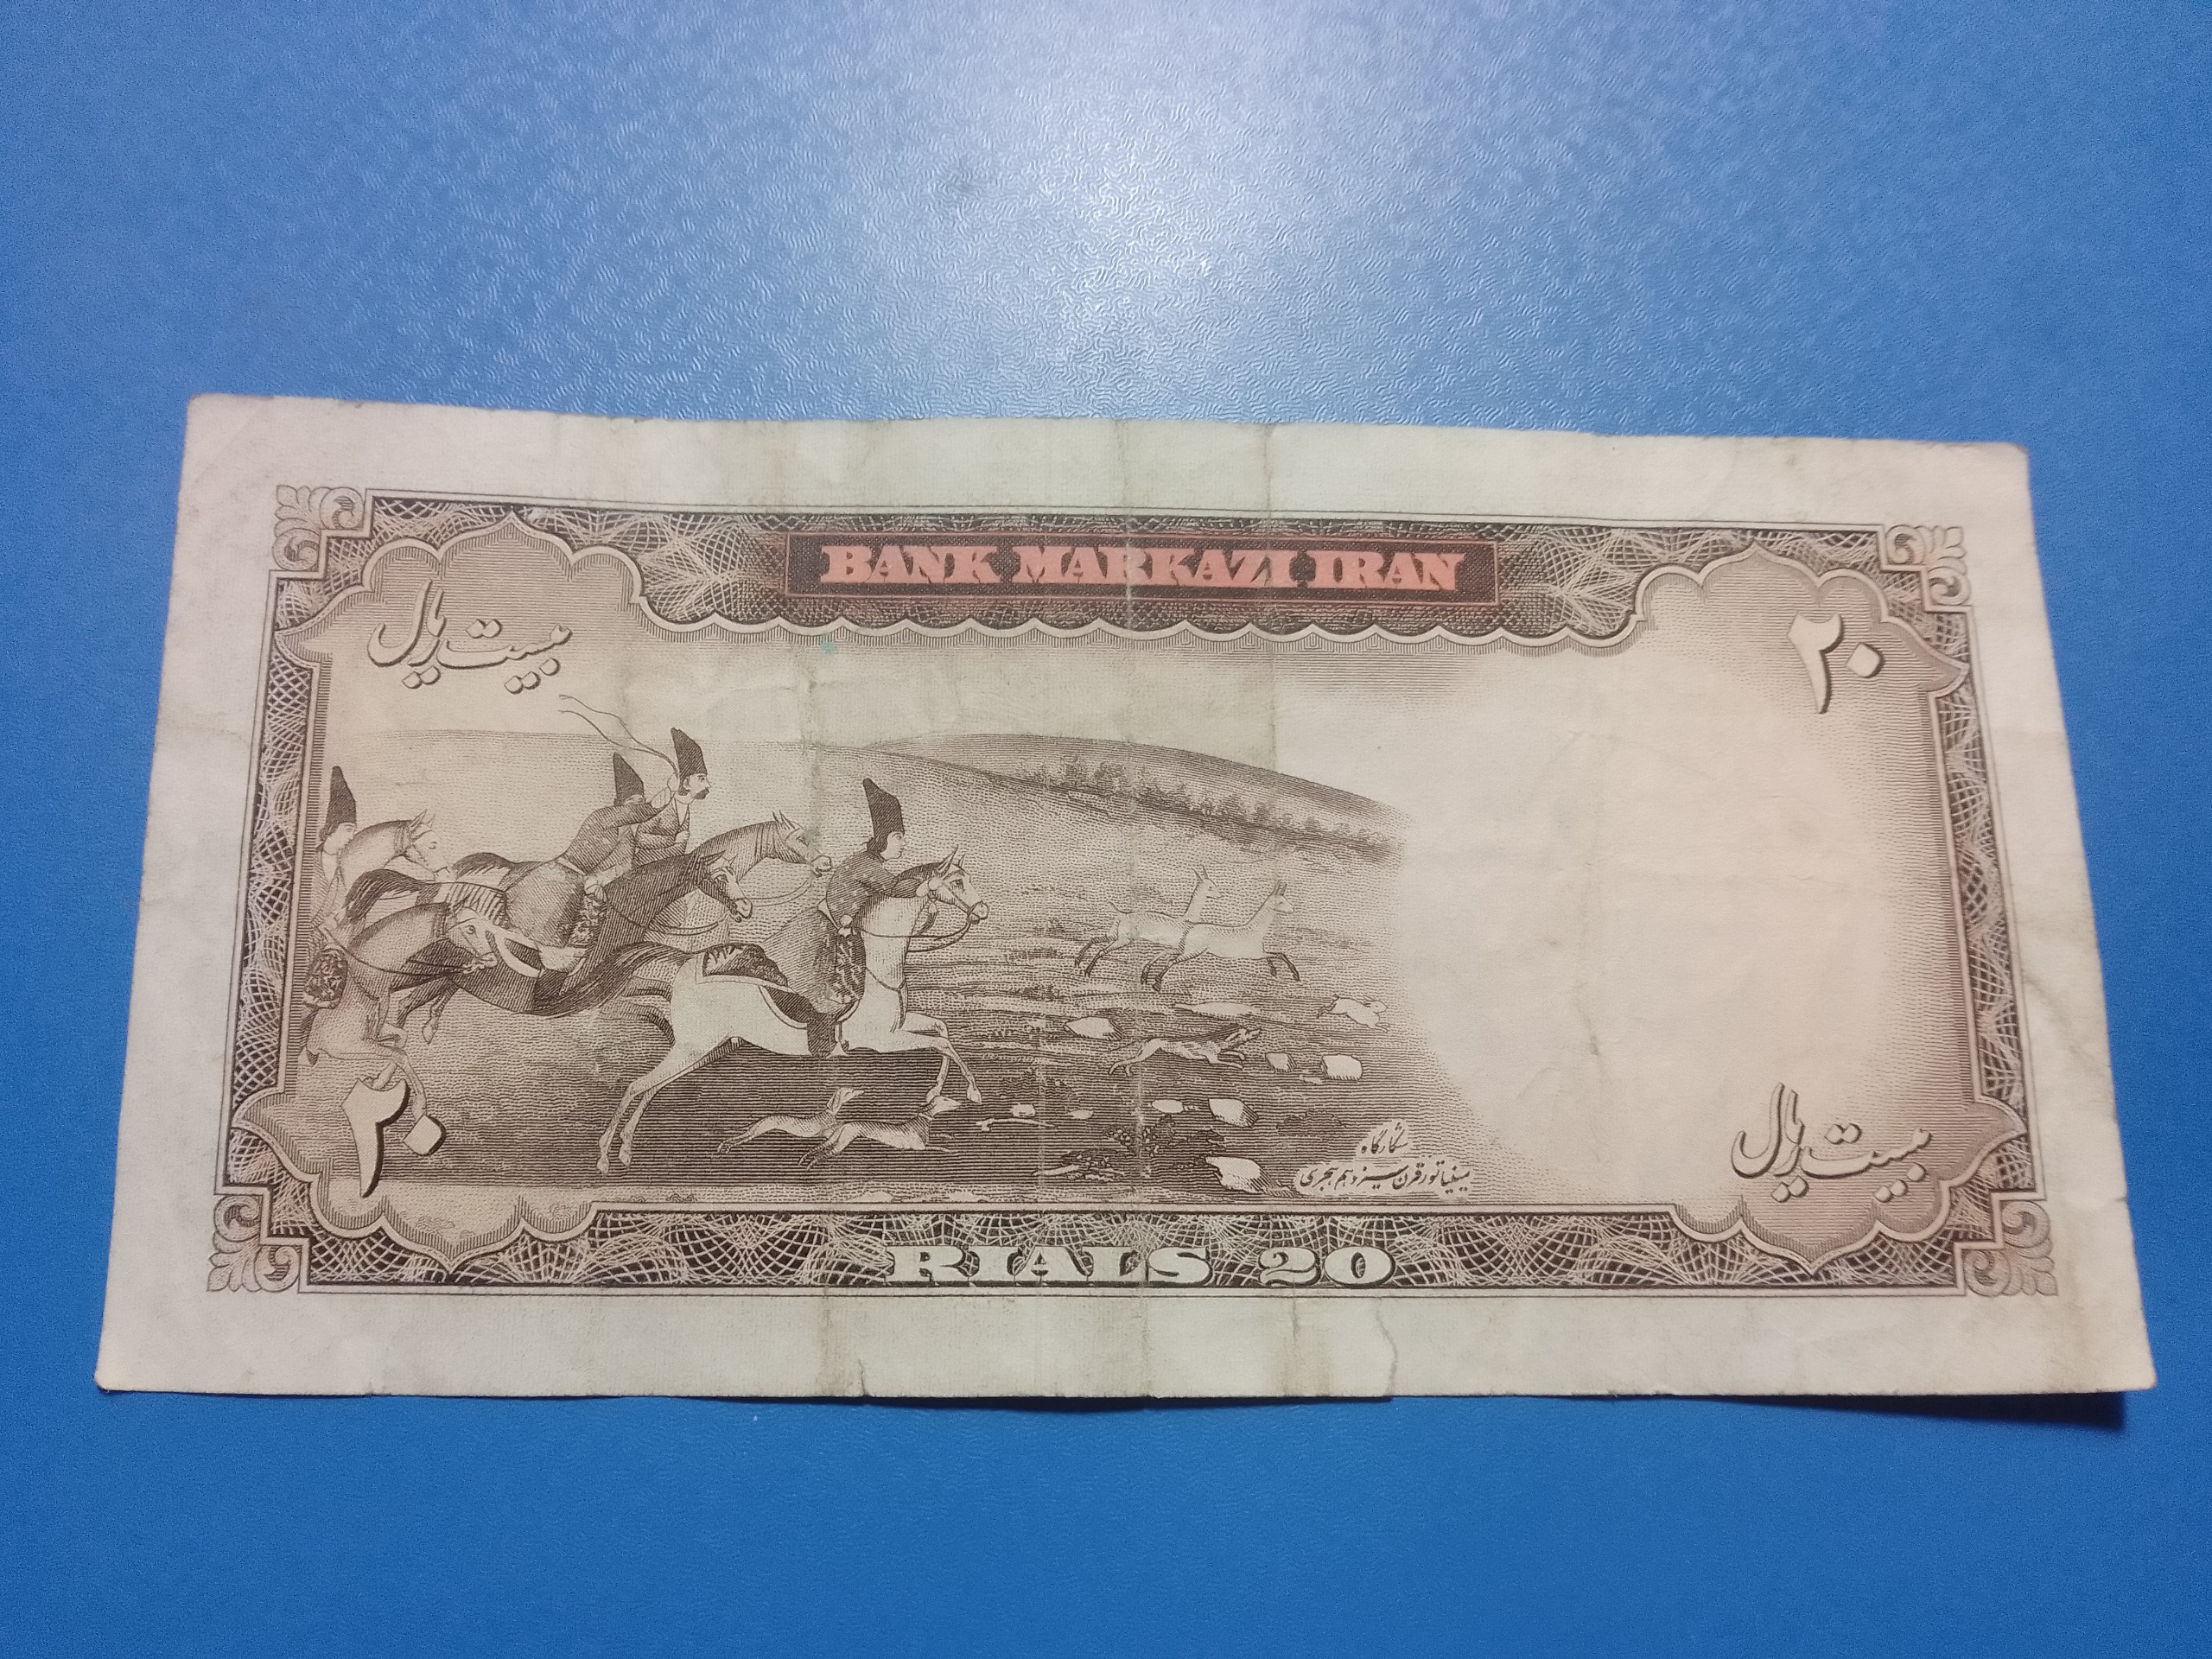 BANK MARKAZI IRAN
بیست ریال
۲۰
۲۰
شکارگاه
مینیاتور قرن سیزدهم هجری
بیست ریال
RIALS 20